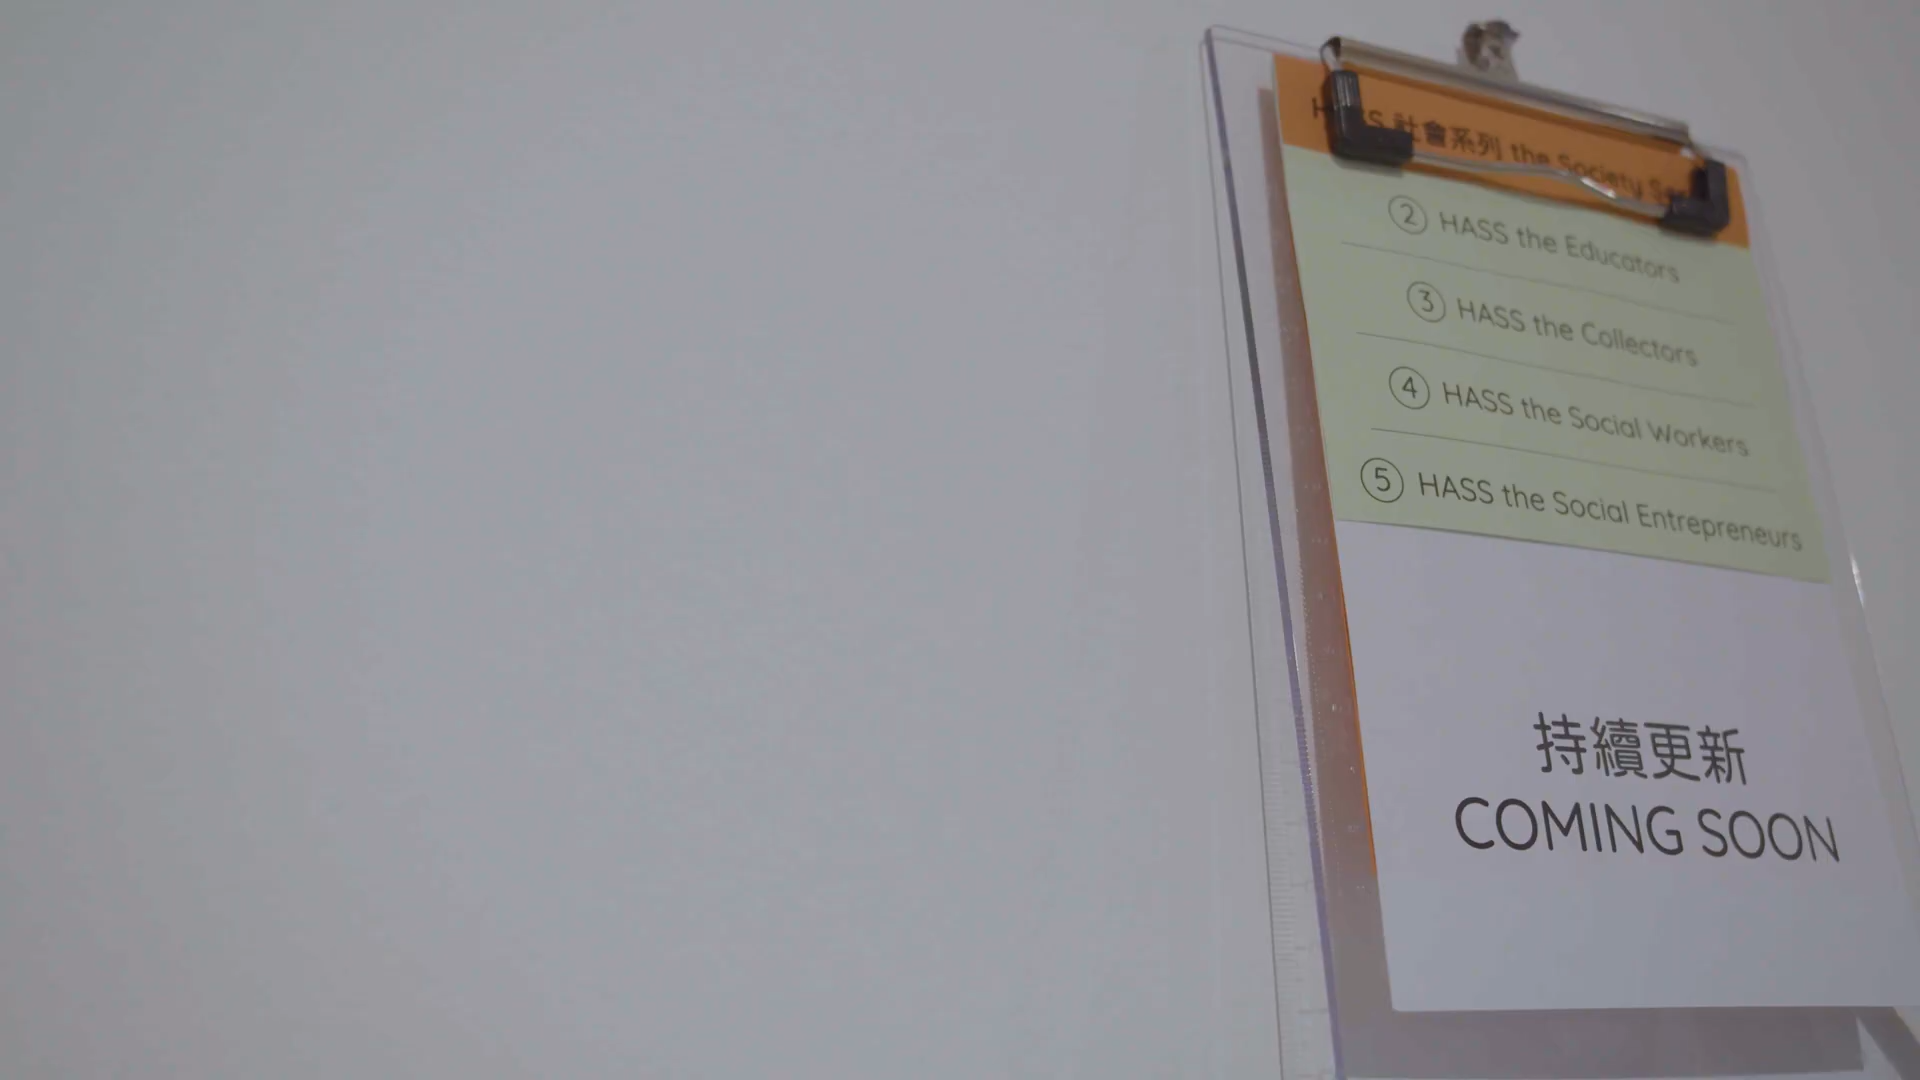 HASS 社會系列 the Society
② HASS the Educators
③ HASS the Collectors
④ HASS the Social Workers
⑤ HASS the Social Entrepreneurs
持續更新
COMING SOON